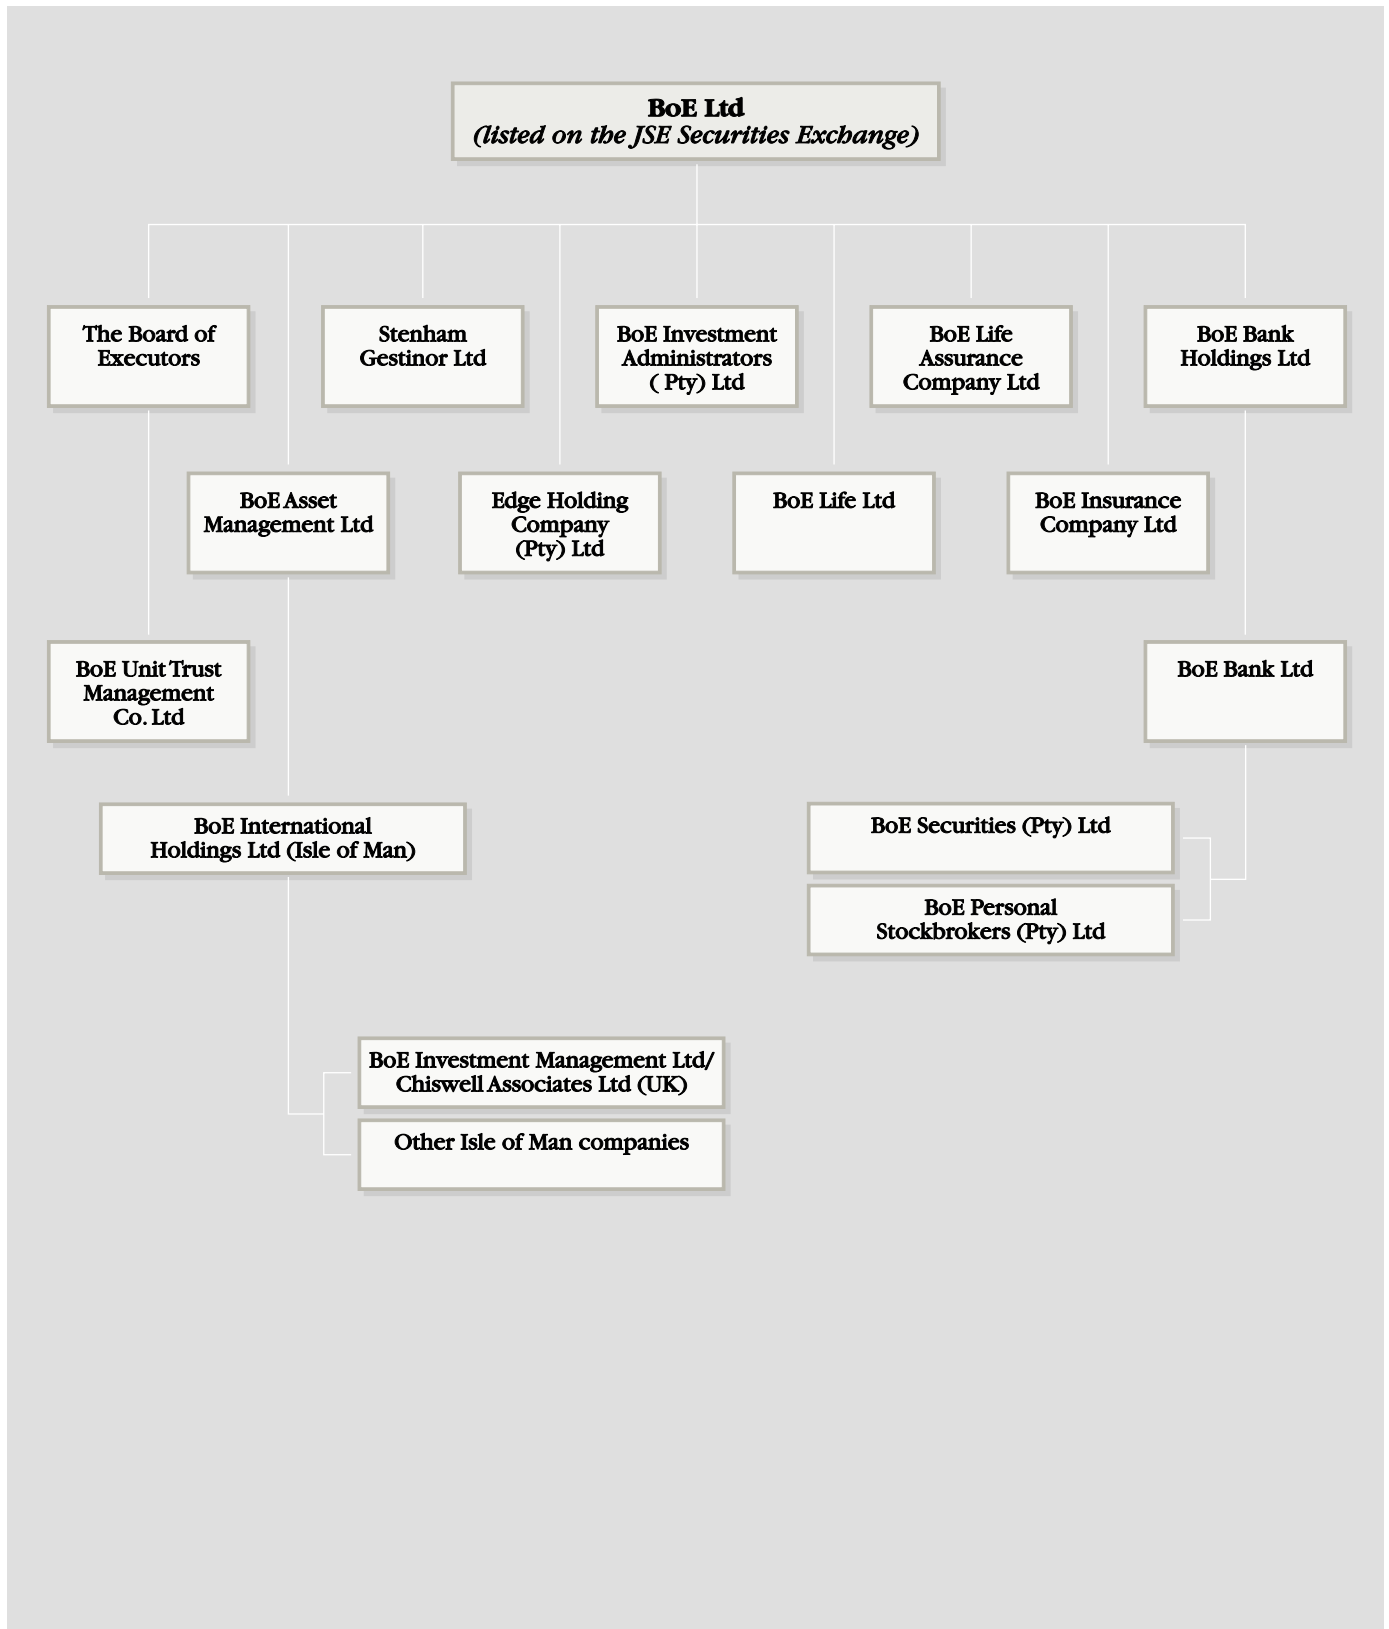 BoE Ltd
(listed on the JSE Securities Exchange)
The Board of
Executors
Stenham
Gestinor Ltd
BoE Investment
Administrators
( Pty) Ltd
BoE Life
Assurance
Company Ltd
BoE Bank
Holdings Ltd
BoE Asset
Management Ltd
Edge Holding
Company
(Pty) Ltd
BoE Life Ltd
BoE Insurance
Company Ltd
BoE Unit Trust
Management
Co. Ltd
BoE Bank Ltd
BoE International
Holdings Ltd (Isle of Man)
BoE Securities (Pty) Ltd
BoE Personal
Stockbrokers (Pty) Ltd
BoE Investment Management Ltd/
Chiswell Associates Ltd (UK)
Other Isle of Man companies